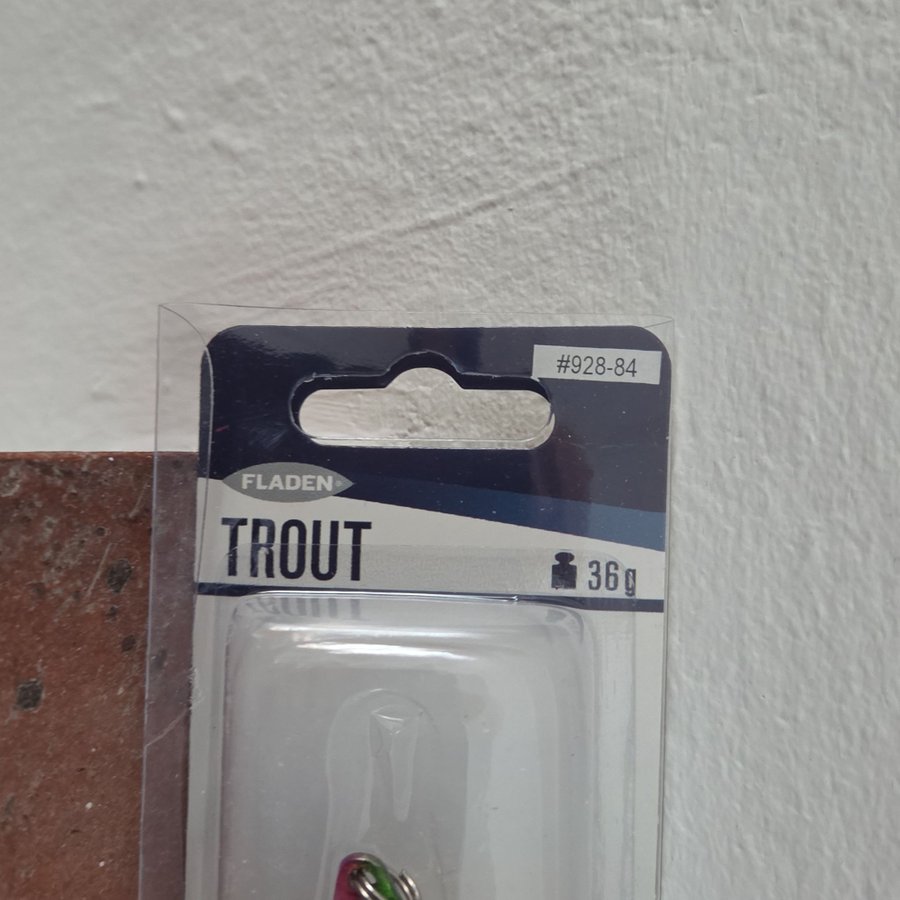 #928-84
FLADEN
TROUT
36g